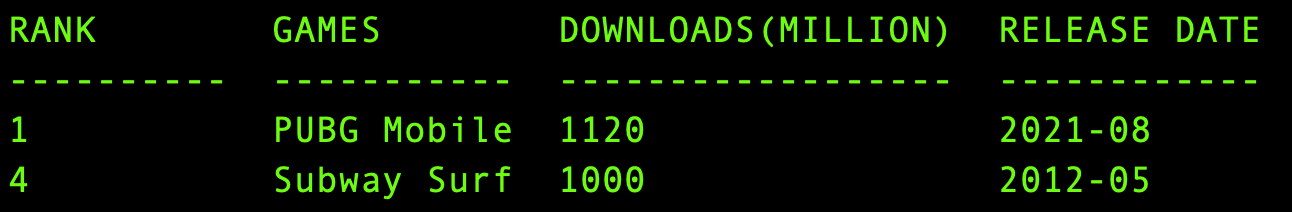 RANK        GAMES        DOWNLOADS(MILLION)  RELEASE DATE
----------  -----------  ------------------  ------------
1           PUBG Mobile  1120                2021-08
4           Subway Surf  1000                2012-05